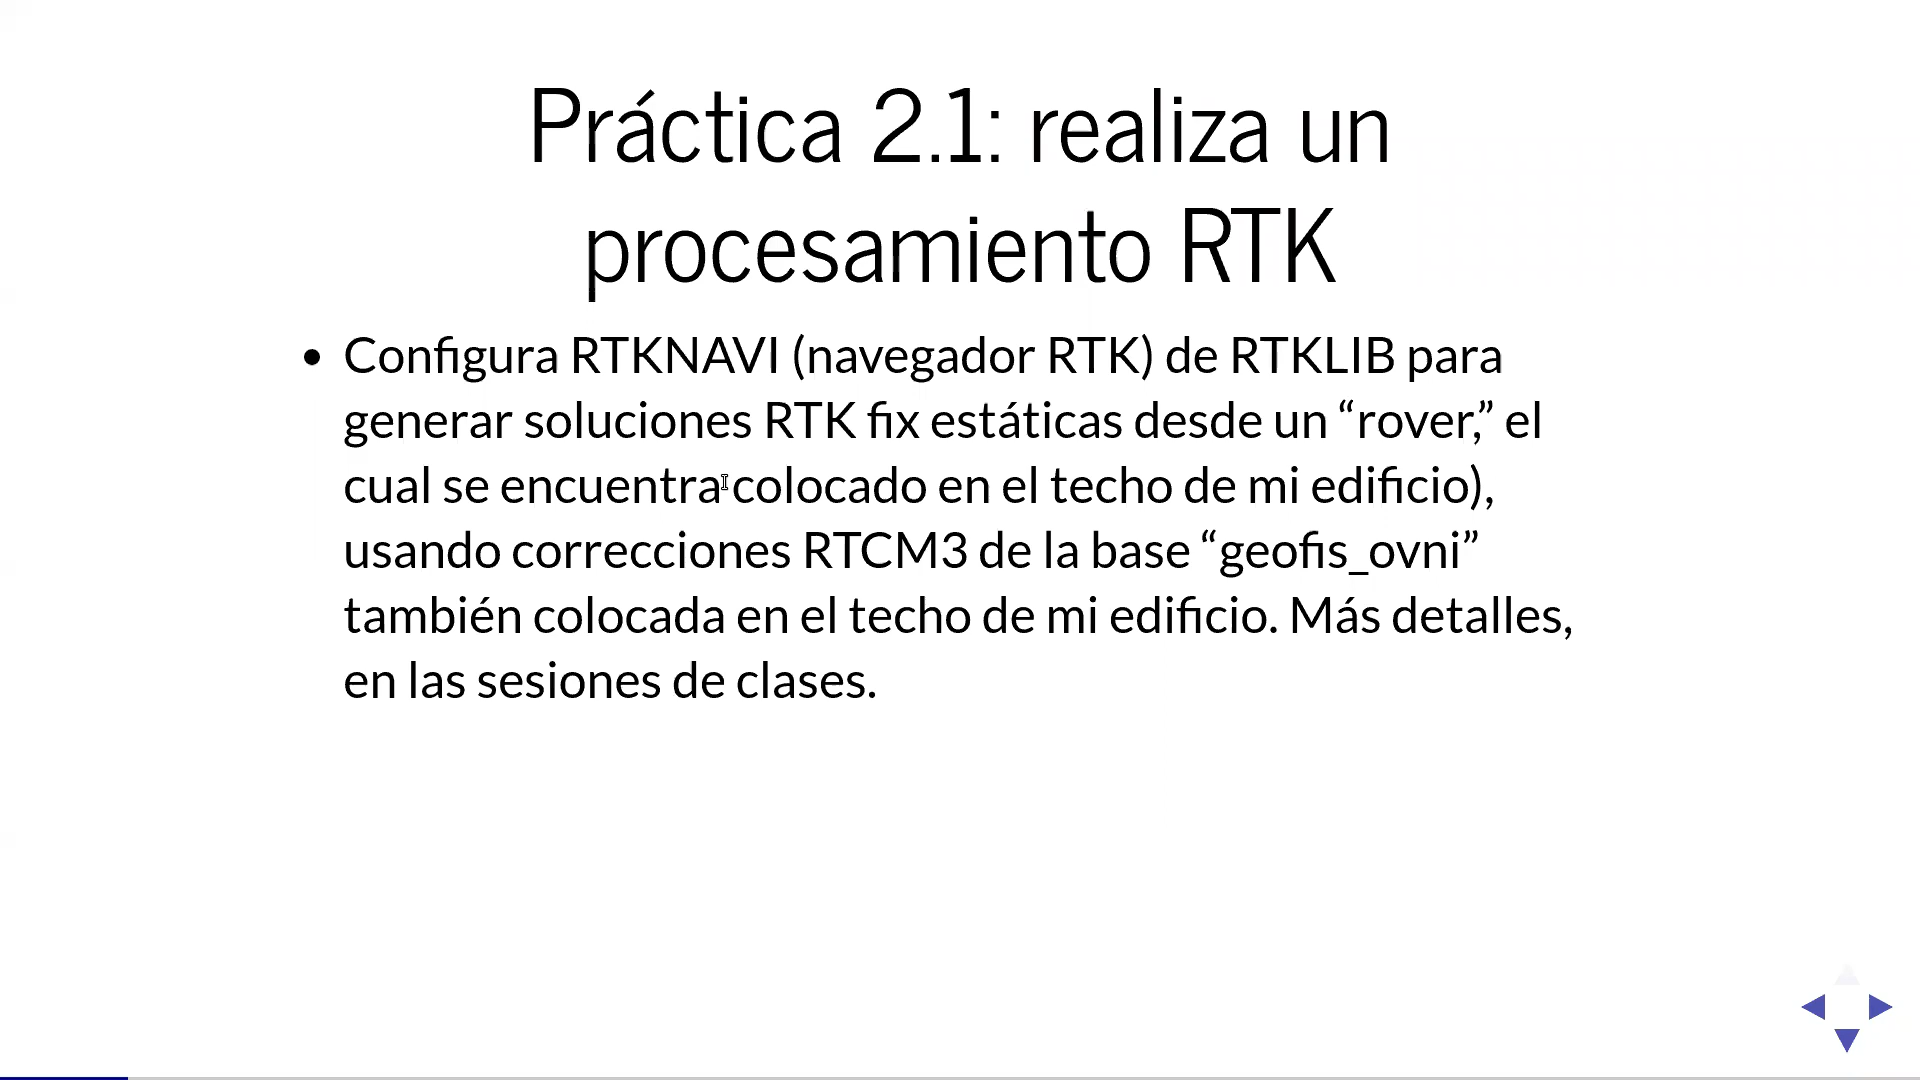 Práctica 2.1: realiza un
procesamiento RTK
• Configura RTKNAVI (navegador RTK) de RTKLIB para
generar soluciones RTK fix estáticas desde un “rover,” el
cual se encuentra colocado en el techo de mi edificio),
usando correcciones RTCM3 de la base “geofis_ovni”
también colocada en el techo de mi edificio. Más detalles,
en las sesiones de clases.